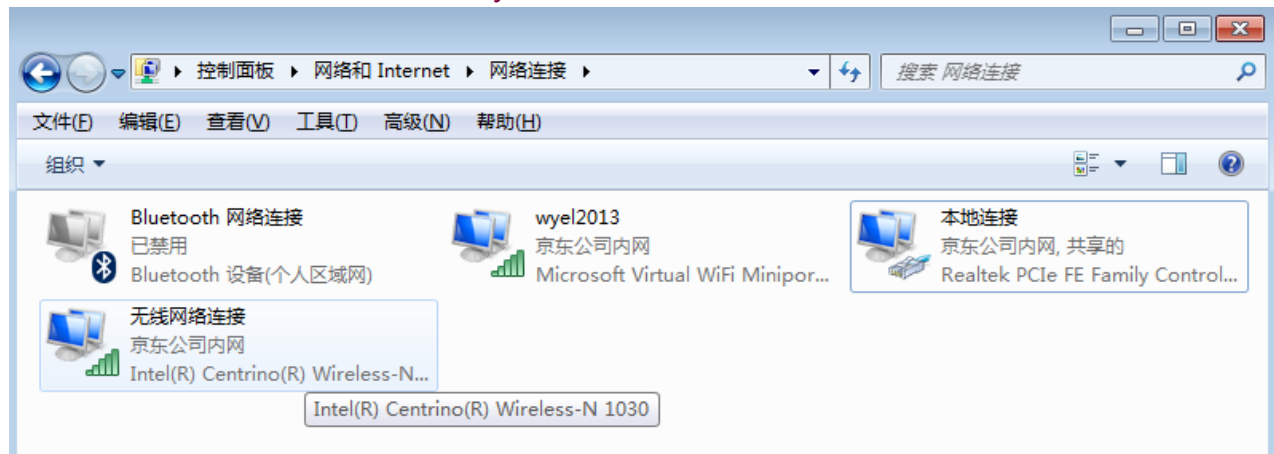 控制面板 ▸ 网络和 Internet ▸ 网络连接 ▸
搜索 网络连接
文件(F) 编辑(E) 查看(V) 工具(T) 高级(N) 帮助(H)
组织
Bluetooth 网络连接
已禁用
Bluetooth 设备(个人区域网)
wyel2013
京东公司内网
Microsoft Virtual WiFi Minipor...
本地连接
京东公司内网, 共享的
Realtek PCIe FE Family Control...
无线网络连接
京东公司内网
Intel(R) Centrino(R) Wireless-N...
Intel(R) Centrino(R) Wireless-N 1030